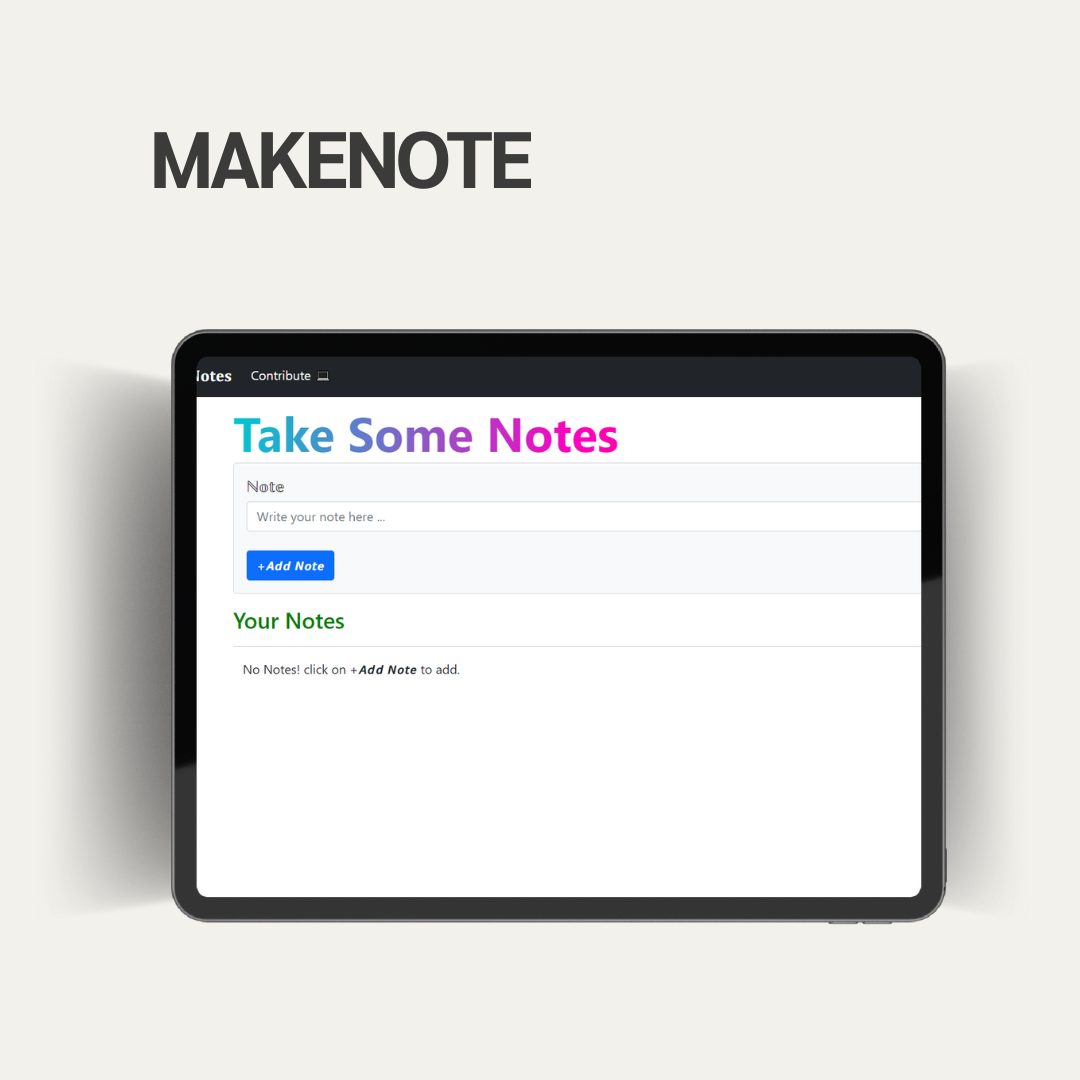 MAKENOTE
Notes Contribute 💻
Take Some Notes
Note
Write your note here ...
+Add Note
Your Notes
No Notes! click on +Add Note to add.